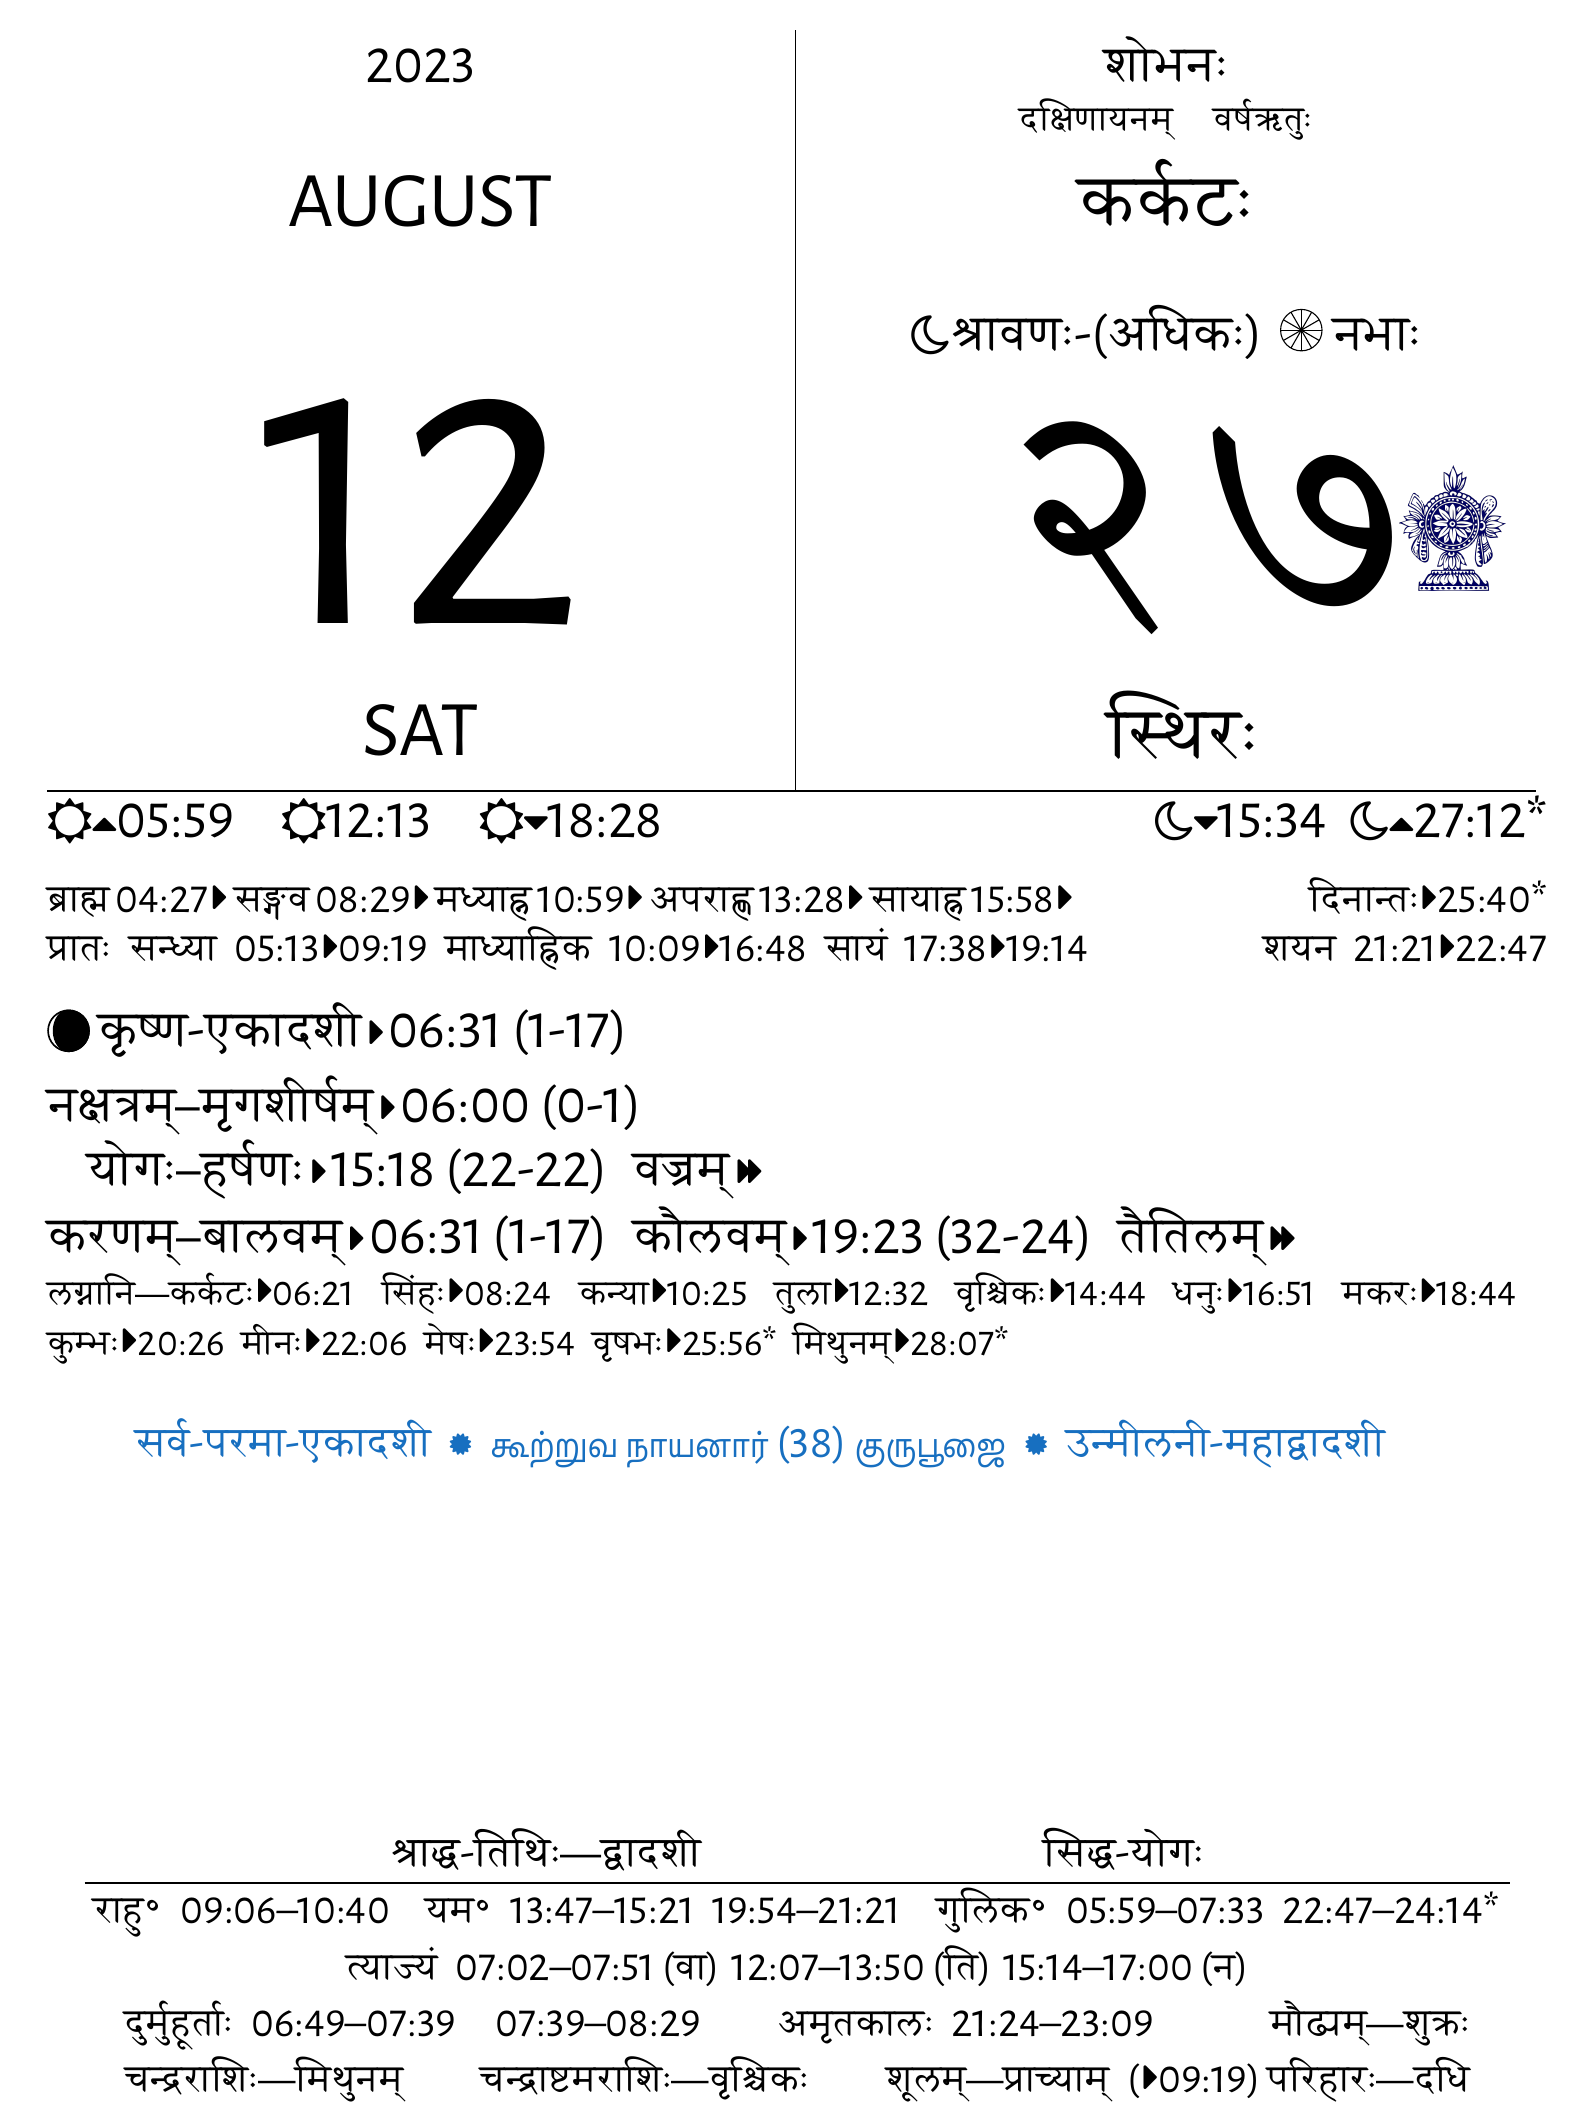 2023
AUGUST
12
SAT
शोभनः
दक्षिणायनम् वर्षऋतुः
कर्कटः
श्रावणः-(अधिकः) नभाः
२७
स्थिरः
05:59 12:13 18:28 15:34 27:12*
ब्राह्म 04:27 सङ्गव 08:29 मध्याह्न 10:59 अपराह्ण 13:28 सायाह्न 15:58 दिनान्तः 25:40*
प्रातः सन्ध्या 05:13 09:19 माध्याह्निक 10:09 16:48 सायं 17:38 19:14 शयन 21:21 22:47
कृष्ण-एकादशी 06:31 (1-17)
नक्षत्रम्–मृगशीर्षम् 06:00 (0-1)
योगः–हर्षणः 15:18 (22-22) वज्रम्
करणम्–बालवम् 06:31 (1-17) कौलवम् 19:23 (32-24) तैतिलम्
लग्नानि—कर्कटः 06:21 सिंहः 08:24 कन्या 10:25 तुला 12:32 वृश्चिकः 14:44 धनुः 16:51 मकरः 18:44
कुम्भः 20:26 मीनः 22:06 मेषः 23:54 वृषभः 25:56* मिथुनम् 28:07*
सर्व-परमा-एकादशी ✹ கூற்றுவ நாயனார் (38) குருபூஜை ✹ उन्मीलनी-महाद्वादशी
श्राद्ध-तिथिः—द्वादशी सिद्ध-योगः
राहु॰ 09:06–10:40 यम॰ 13:47–15:21 19:54–21:21 गुलिक॰ 05:59–07:33 22:47–24:14*
त्याज्यं 07:02–07:51 (वा) 12:07–13:50 (ति) 15:14–17:00 (न)
दुर्मुहूर्ताः 06:49–07:39 07:39–08:29 अमृतकालः 21:24–23:09 मौढ्यम्—शुक्रः
चन्द्रराशिः—मिथुनम् चन्द्राष्टमराशिः—वृश्चिकः शूलम्—प्राच्याम् (09:19) परिहारः—दधि